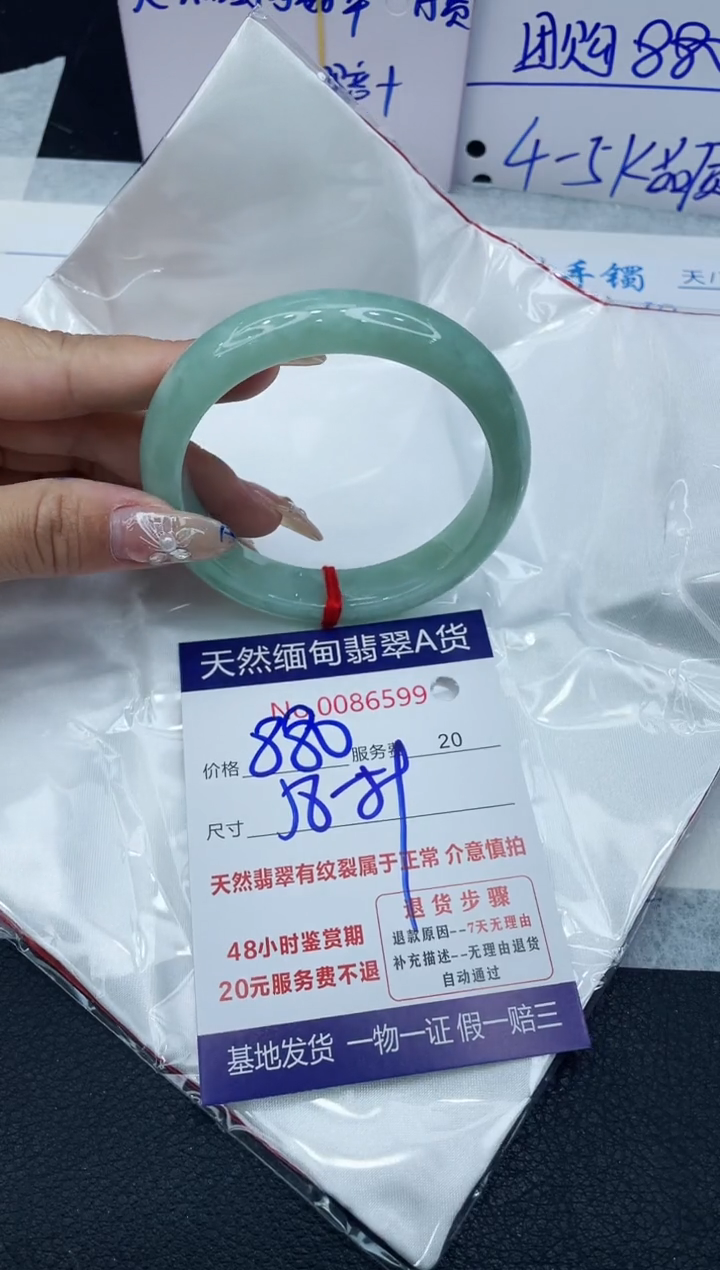 团购 88
4-5K品质
手镯
天然缅甸翡翠A货
No.0086599
价格 880 服务费 20
尺寸
天然翡翠有纹裂属于正常 介意慎拍
48小时鉴赏期
20元服务费不退
退货步骤
退款原因--7天无理由
补充描述--无理由退货
自动通过
基地发货 一物一证 假一赔三